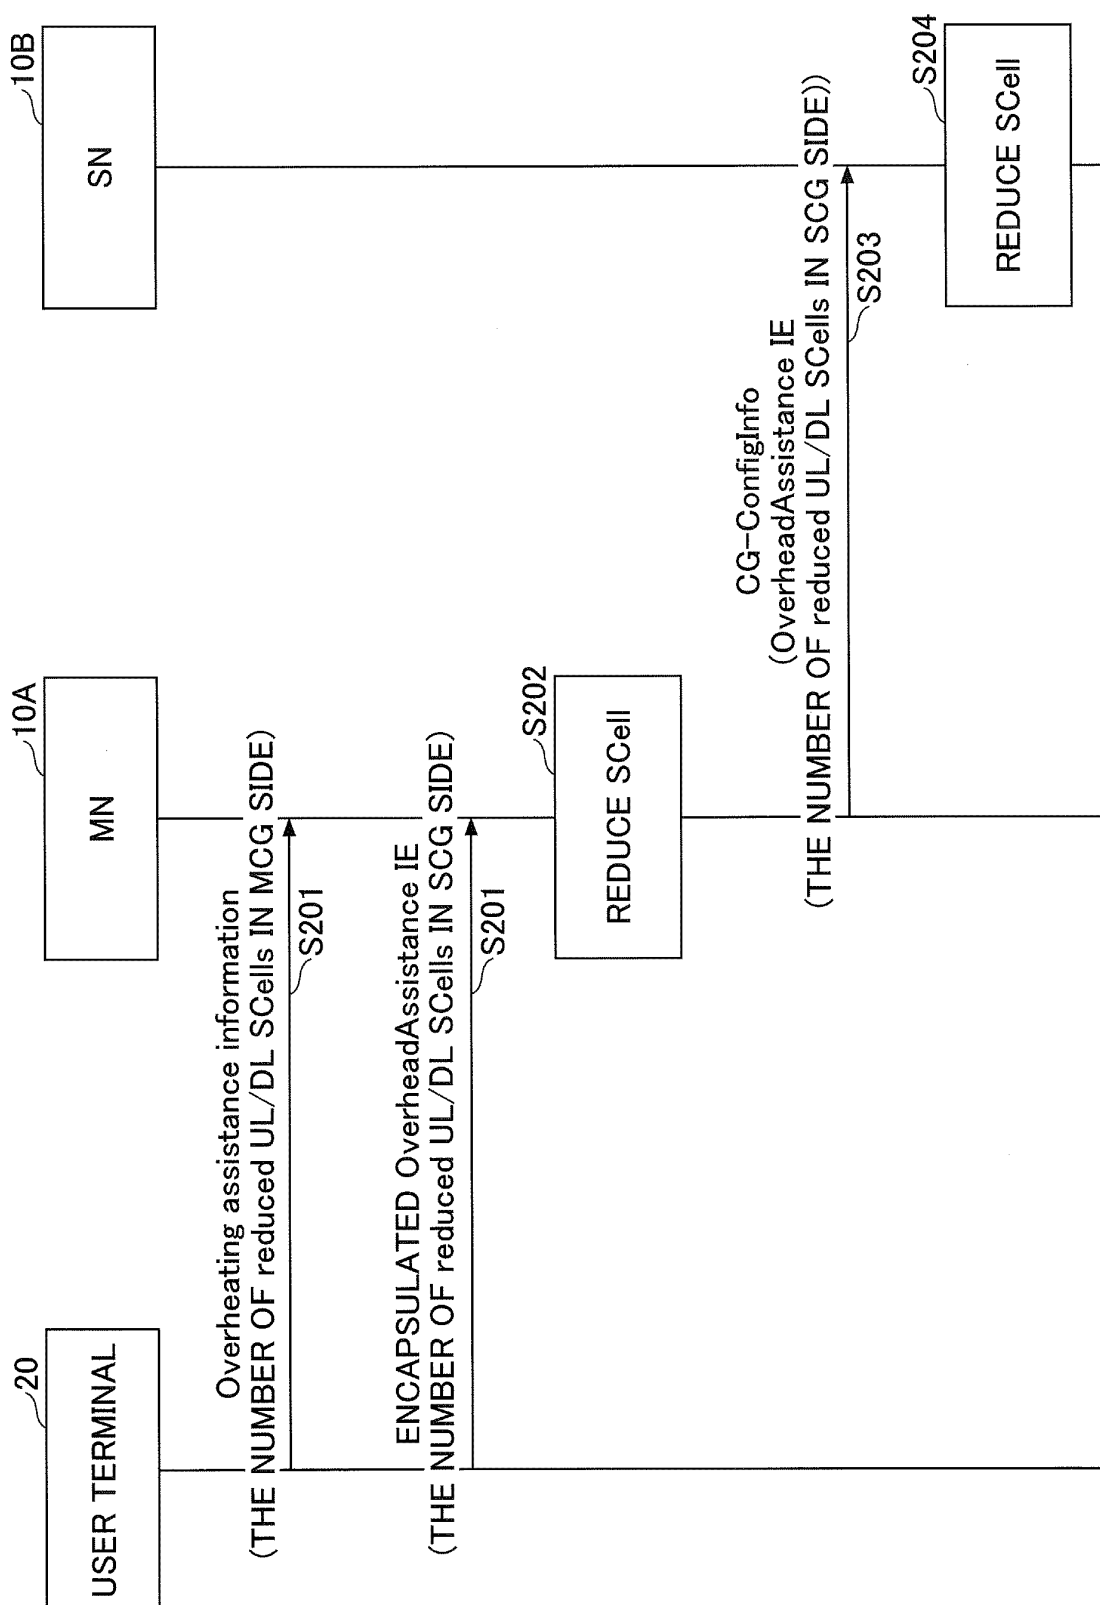 20
USER TERMINAL
10A
MN
10B
SN
Overheating assistance information
(THE NUMBER OF reduced UL/DL SCells IN MCG SIDE)
S201
ENCAPSULATED OverheadAssistance IE
(THE NUMBER OF reduced UL/DL SCells IN SCG SIDE)
S201
S202
REDUCE SCell
CG-ConfigInfo
(OverheadAssistance IE
(THE NUMBER OF reduced UL/DL SCells IN SCG SIDE))
S203
S204
REDUCE SCell